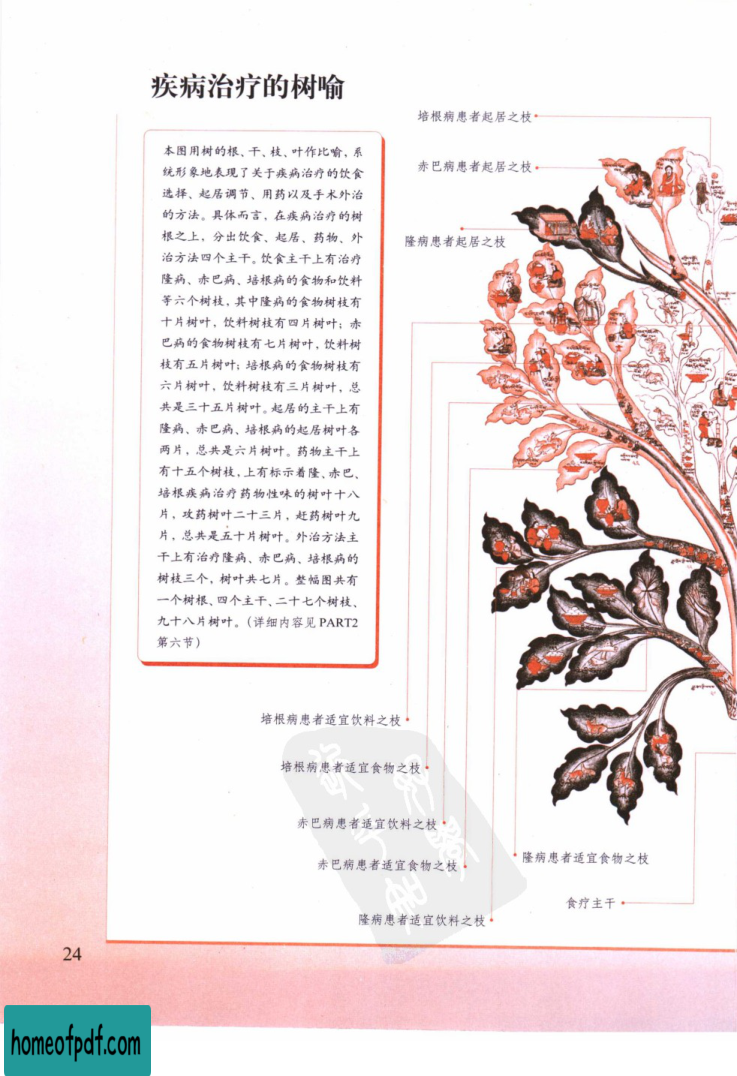 疾病治疗的树喻
本图用树的根、干、枝、叶作比喻，系
统形象地表现了关于疾病治疗的饮食
选择、起居调节、用药以及手术外治
的方法。具体而言，在疾病治疗的树
根之上，分出饮食、起居、药物、外
治方法四个主干。饮食主干上有治疗
隆病、赤巴病、培根病的食物和饮料
等六个树枝，其中隆病的食物树枝有
十片树叶，饮料树枝有四片树叶；赤
巴病的食物树枝有七片树叶，饮料树
枝有五片树叶；培根病的食物树枝有
六片树叶，饮料树枝有三片树叶，总
共是三十五片树叶。起居的主干上有
隆病、赤巴病、培根病的起居树叶各
两片，总共是六片树叶。药物主干上
有十五个树枝，上有标示着隆、赤巴、
培根疾病治疗药物性味的树叶十八
片，攻药树叶二十三片，赶药树叶九
片，总共是五十片树叶。外治方法主
干上有治疗隆病、赤巴病、培根病的
树枝三个，树叶共七片。整幅图共有
一个树根、四个主干、二十七个树枝、
九十八片树叶。（详细内容见 PART2
第六节）
培根病患者起居之枝
赤巴病患者起居之枝
隆病患者起居之枝
培根病患者适宜饮料之枝
培根病患者适宜食物之枝
赤巴病患者适宜饮料之枝
赤巴病患者适宜食物之枝
隆病患者适宜饮料之枝
隆病患者适宜食物之枝
食疗主干
24
homeofpdf.com